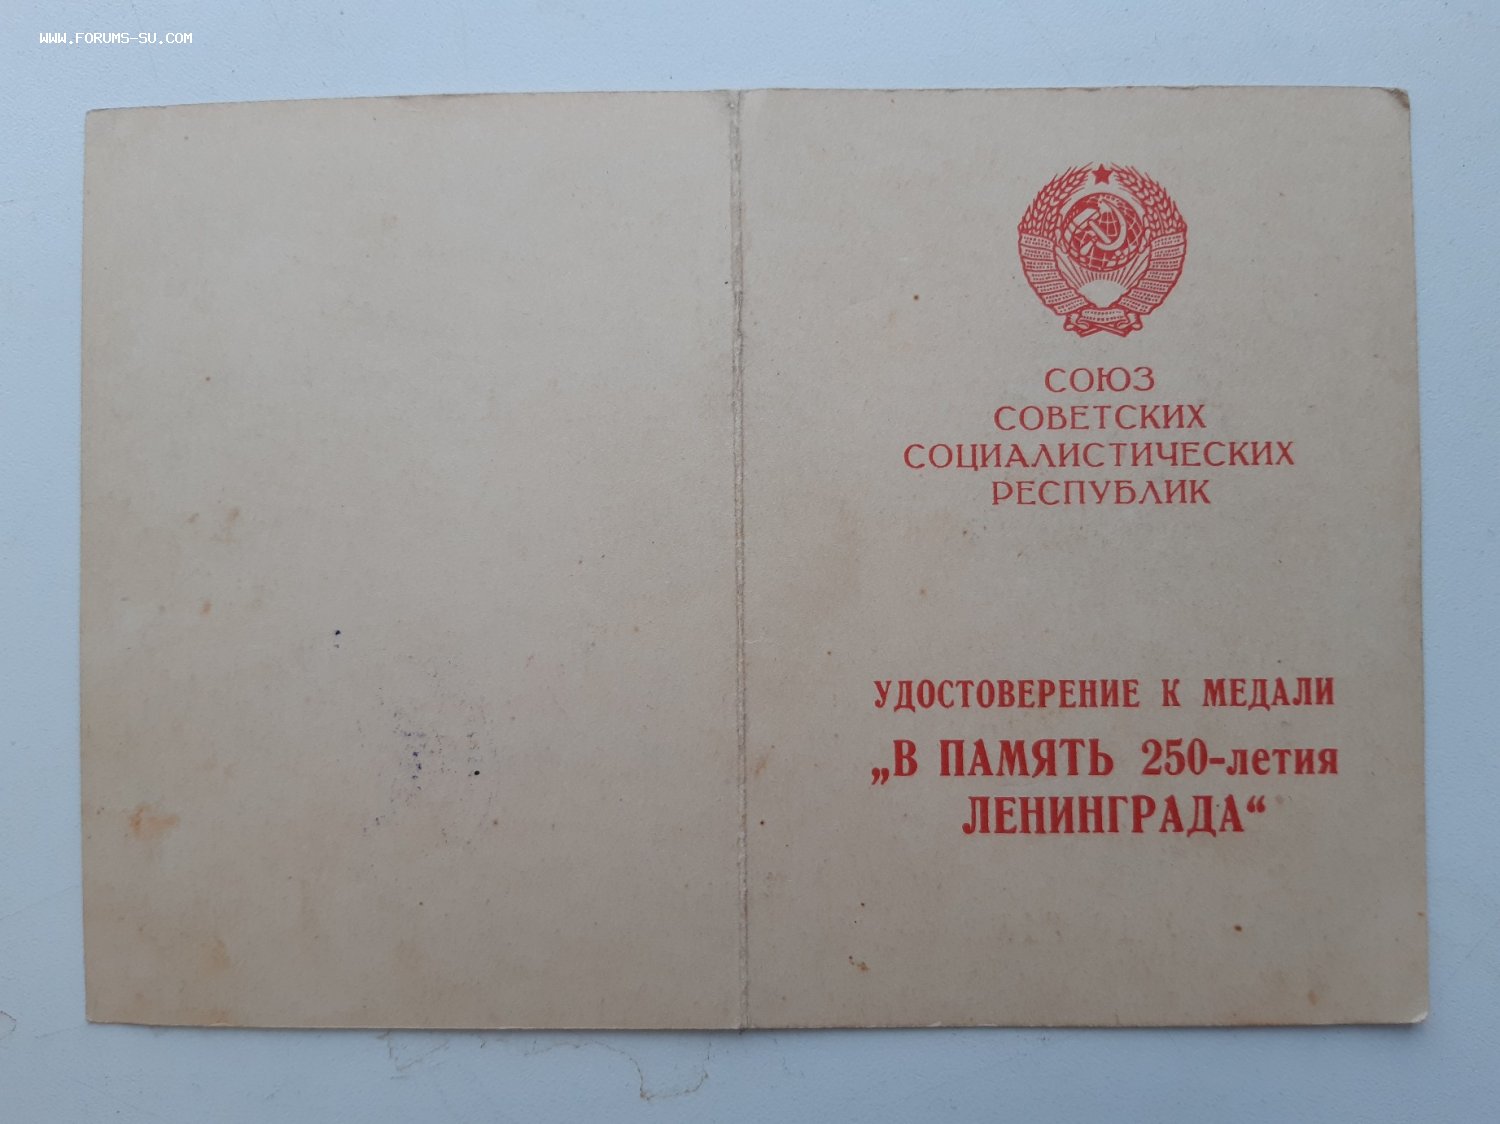 WWW.FORUMS-SU.COM
СОЮЗ
СОВЕТСКИХ
СОЦИАЛИСТИЧЕСКИХ
РЕСПУБЛИК
УДОСТОВЕРЕНИЕ К МЕДАЛИ
„В ПАМЯТЬ 250-летия
ЛЕНИНГРАДА“